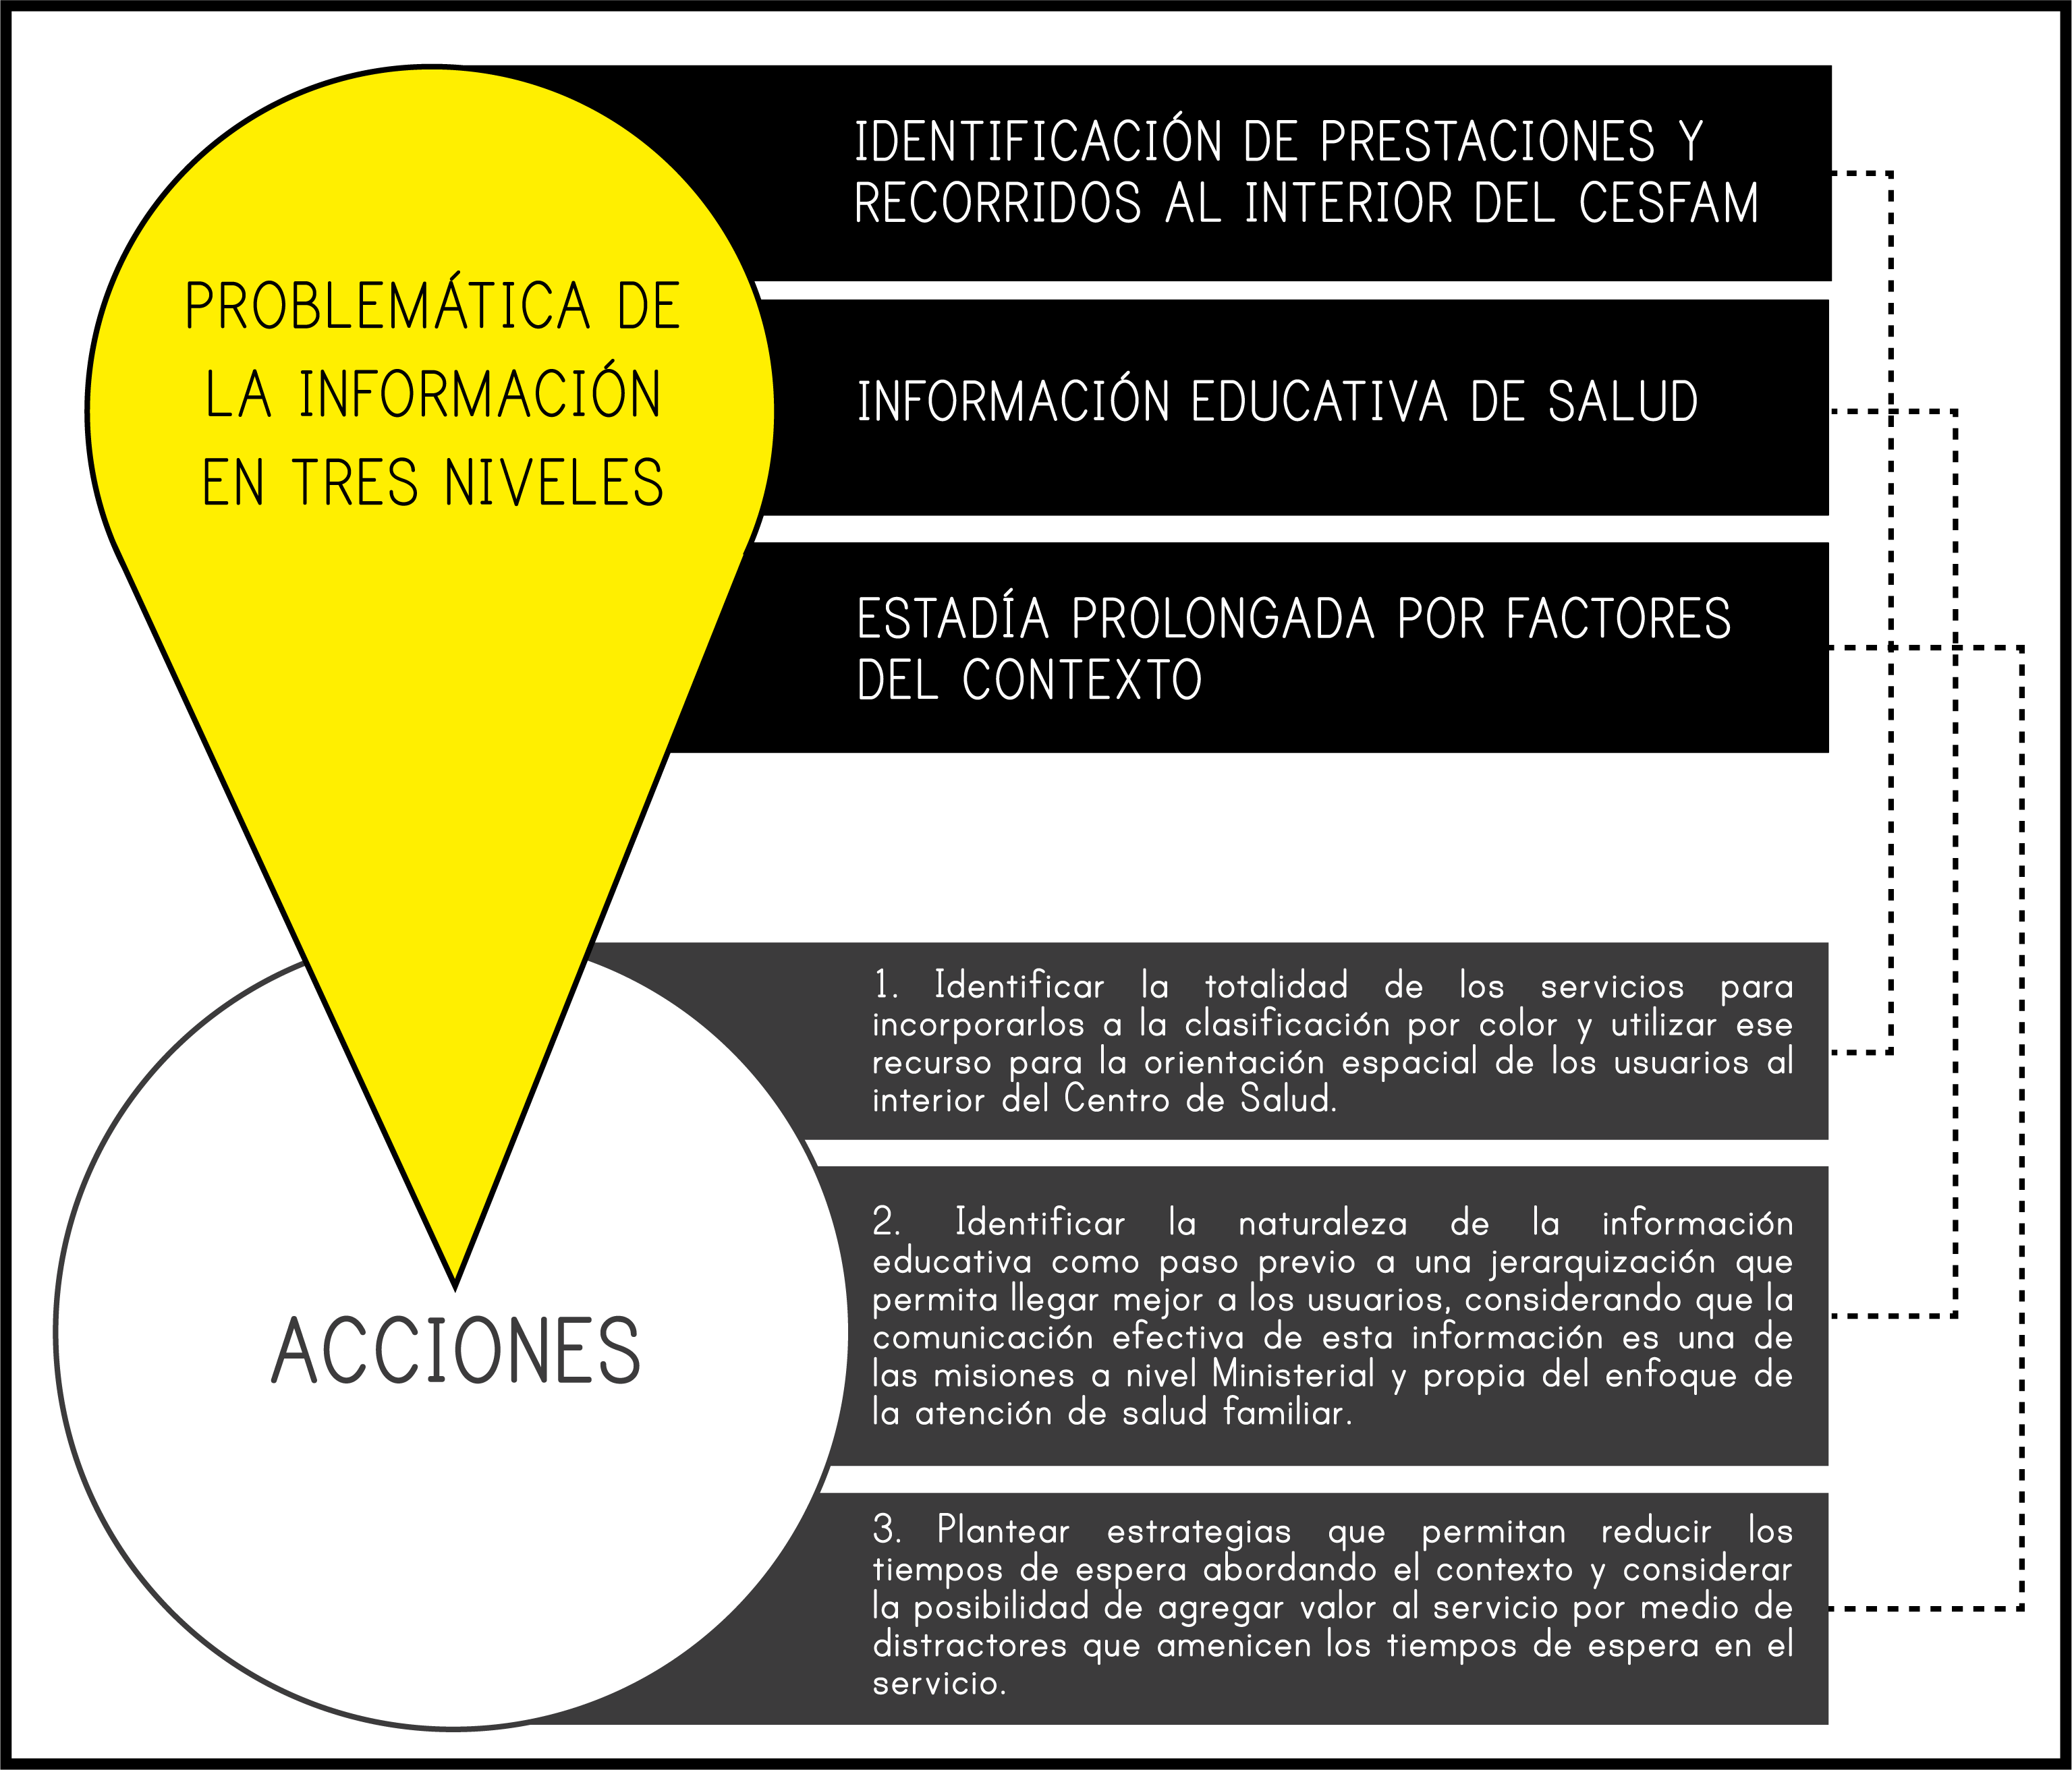 PROBLEMÁTICA DE
LA INFORMACIÓN
EN TRES NIVELES
IDENTIFICACIÓN DE PRESTACIONES Y
RECORRIDOS AL INTERIOR DEL CESFAM
INFORMACIÓN EDUCATIVA DE SALUD
ESTADÍA PROLONGADA POR FACTORES
DEL CONTEXTO
ACCIONES
1. Identificar la totalidad de los servicios para
incorporarlos a la clasificación por color y utilizar ese
recurso para la orientación espacial de los usuarios al
interior del Centro de Salud.
2. Identificar la naturaleza de la información
educativa como paso previo a una jerarquización que
permita llegar mejor a los usuarios, considerando que la
comunicación efectiva de esta información es una de
las misiones a nivel Ministerial y propia del enfoque de
la atención de salud familiar.
3. Plantear estrategias que permitan reducir los
tiempos de espera abordando el contexto y considerar
la posibilidad de agregar valor al servicio por medio de
distractores que amenicen los tiempos de espera en el
servicio.